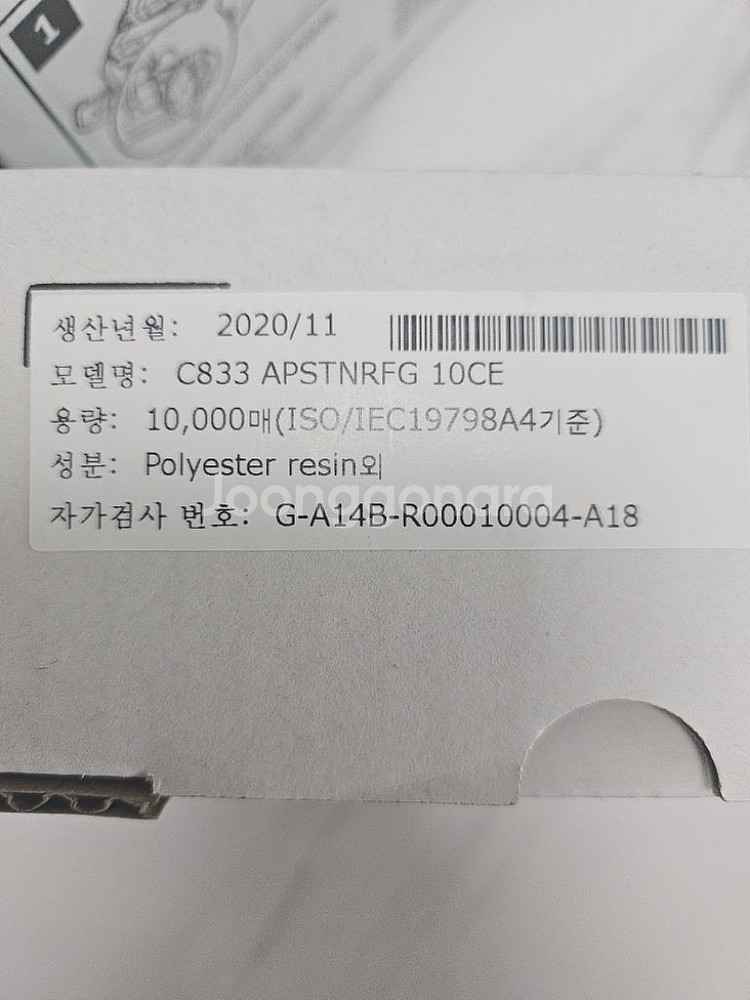 1
생산년월: 2020/11
모델명: C833 APSTNRFG 10CE
용량: 10,000매(ISO/IEC19798A4기준)
성분: Polyester resin외
joonggonara
자가검사 번호: G-A14B-R00010004-A18